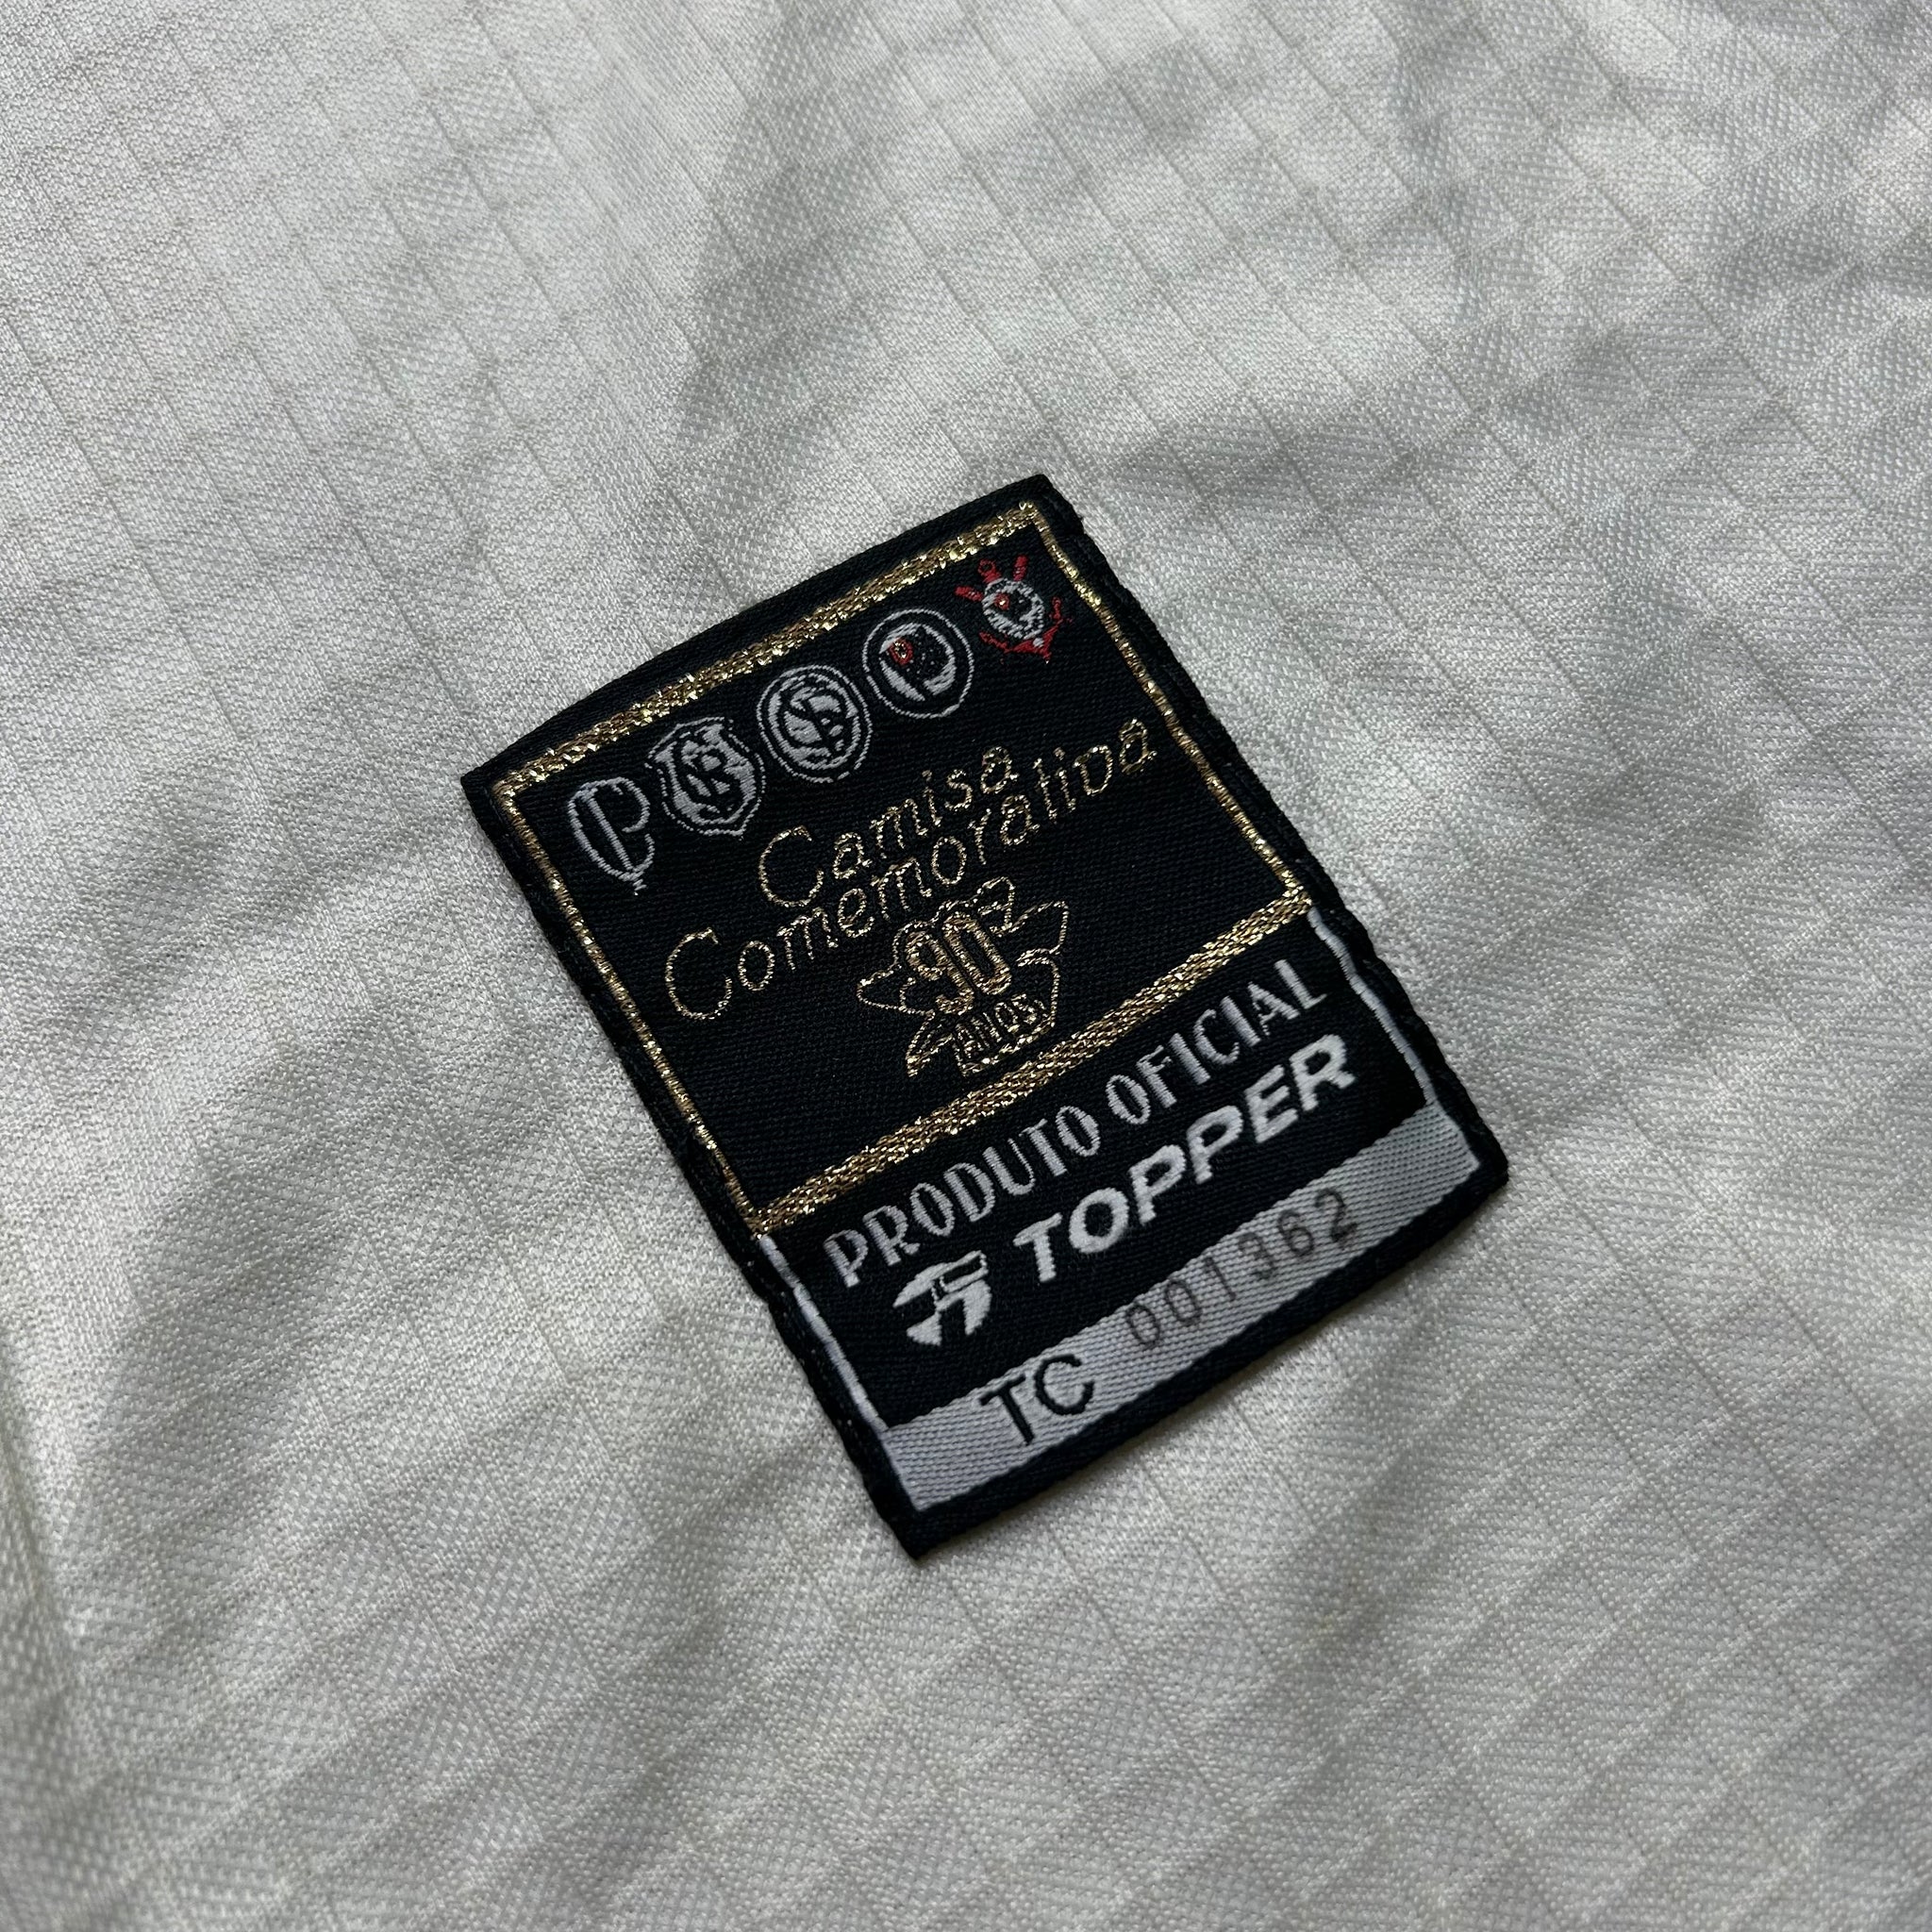 Camisa
Comemorativa
90
ANOS
PRODUTO OFICIAL
TOPPER
TC 001362